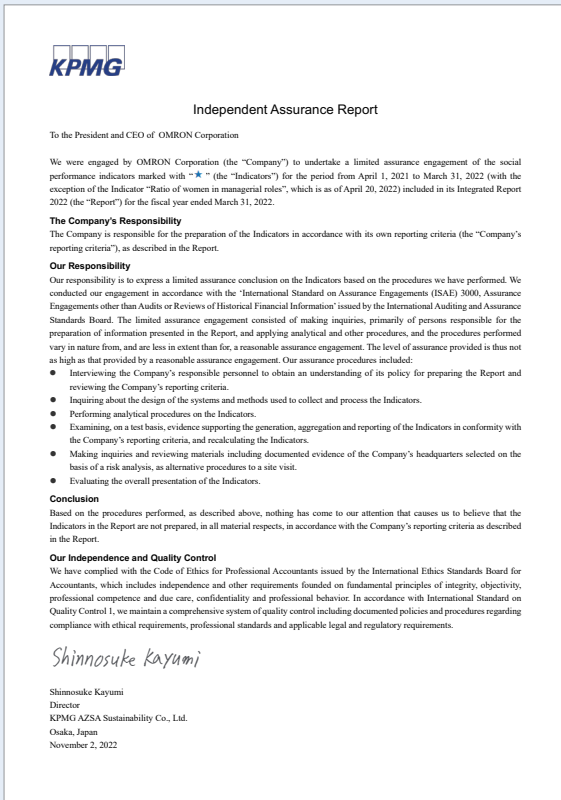 KPMG
Independent Assurance Report
To the President and CEO of OMRON Corporation
We were engaged by OMRON Corporation (the “Company”) to undertake a limited assurance engagement of the social
performance indicators marked with “★ ” (the “Indicators”) for the period from April 1, 2021 to March 31, 2022 (with the
exception of the Indicator “Ratio of women in managerial roles”, which is as of April 20, 2022) included in its Integrated Report
2022 (the “Report”) for the fiscal year ended March 31, 2022.
The Company’s Responsibility
The Company is responsible for the preparation of the Indicators in accordance with its own reporting criteria (the “Company’s
reporting criteria”), as described in the Report.
Our Responsibility
Our responsibility is to express a limited assurance conclusion on the Indicators based on the procedures we have performed. We
conducted our engagement in accordance with the ‘International Standard on Assurance Engagements (ISAE) 3000, Assurance
Engagements other than Audits or Reviews of Historical Financial Information’ issued by the International Auditing and Assurance
Standards Board. The limited assurance engagement consisted of making inquiries, primarily of persons responsible for the
preparation of information presented in the Report, and applying analytical and other procedures, and the procedures performed
vary in nature from, and are less in extent than for, a reasonable assurance engagement. The level of assurance provided is thus not
as high as that provided by a reasonable assurance engagement. Our assurance procedures included:
● Interviewing the Company’s responsible personnel to obtain an understanding of its policy for preparing the Report and
reviewing the Company’s reporting criteria.
● Inquiring about the design of the systems and methods used to collect and process the Indicators.
● Performing analytical procedures on the Indicators.
● Examining, on a test basis, evidence supporting the generation, aggregation and reporting of the Indicators in conformity with
the Company’s reporting criteria, and recalculating the Indicators.
● Making inquiries and reviewing materials including documented evidence of the Company’s headquarters selected on the
basis of a risk analysis, as alternative procedures to a site visit.
● Evaluating the overall presentation of the Indicators.
Conclusion
Based on the procedures performed, as described above, nothing has come to our attention that causes us to believe that the
Indicators in the Report are not prepared, in all material respects, in accordance with the Company’s reporting criteria as described
in the Report.
Our Independence and Quality Control
We have complied with the Code of Ethics for Professional Accountants issued by the International Ethics Standards Board for
Accountants, which includes independence and other requirements founded on fundamental principles of integrity, objectivity,
professional competence and due care, confidentiality and professional behavior. In accordance with International Standard on
Quality Control 1, we maintain a comprehensive system of quality control including documented policies and procedures regarding
compliance with ethical requirements, professional standards and applicable legal and regulatory requirements.
Shinnosuke Kayumi
Shinnosuke Kayumi
Director
KPMG AZSA Sustainability Co., Ltd.
Osaka, Japan
November 2, 2022